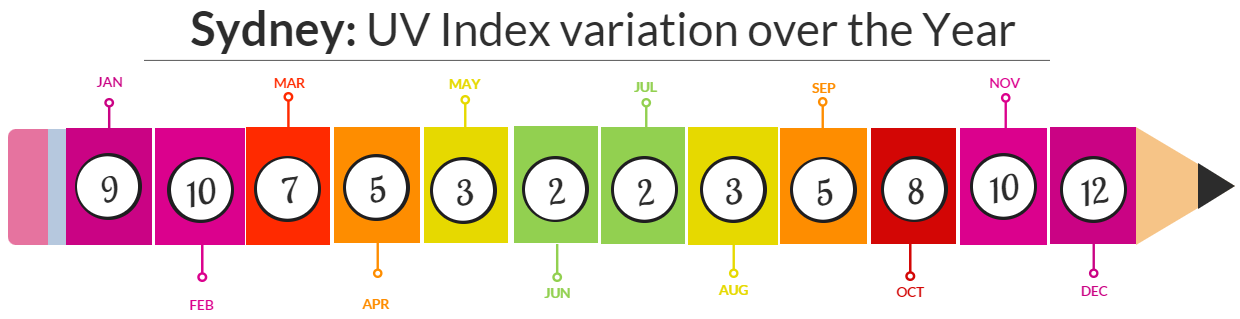 Sydney: UV Index variation over the Year
JAN MAR MAY JUL SEP NOV
9 10 7 5 3 2 2 3 5 8 10 12
FEB APR JUN AUG OCT DEC